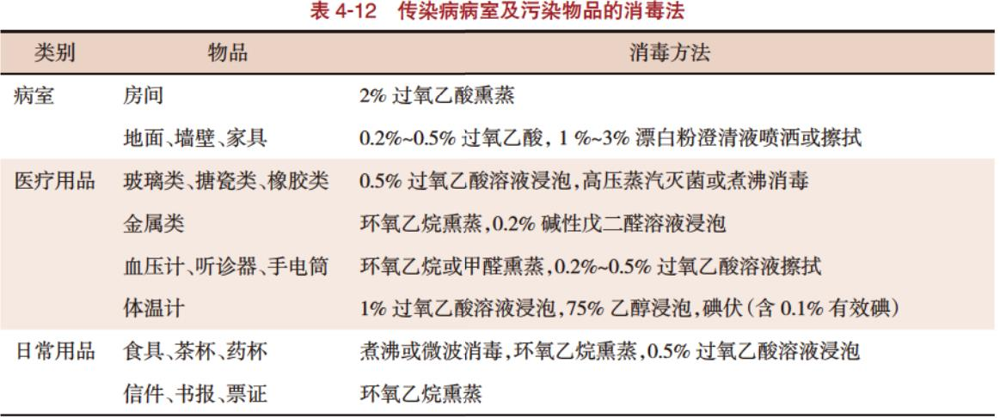 表 4-12 传染病病室及污染物品的消毒法
类别 物品 消毒方法
病室 房间 2% 过氧乙酸熏蒸
地面、墙壁、家具 0.2%~0.5% 过氧乙酸, 1 %~3% 漂白粉澄清液喷洒或擦拭
医疗用品 玻璃类、搪瓷类、橡胶类 0.5% 过氧乙酸溶液浸泡,高压蒸汽灭菌或煮沸消毒
金属类 环氧乙烷熏蒸,0.2% 碱性戊二醛溶液浸泡
血压计、听诊器、手电筒 环氧乙烷或甲醛熏蒸,0.2%~0.5% 过氧乙酸溶液擦拭
体温计 1% 过氧乙酸溶液浸泡,75% 乙醇浸泡,碘伏(含 0.1% 有效碘)
日常用品 食具、茶杯、药杯 煮沸或微波消毒,环氧乙烷熏蒸,0.5% 过氧乙酸溶液浸泡
信件、书报、票证 环氧乙烷熏蒸